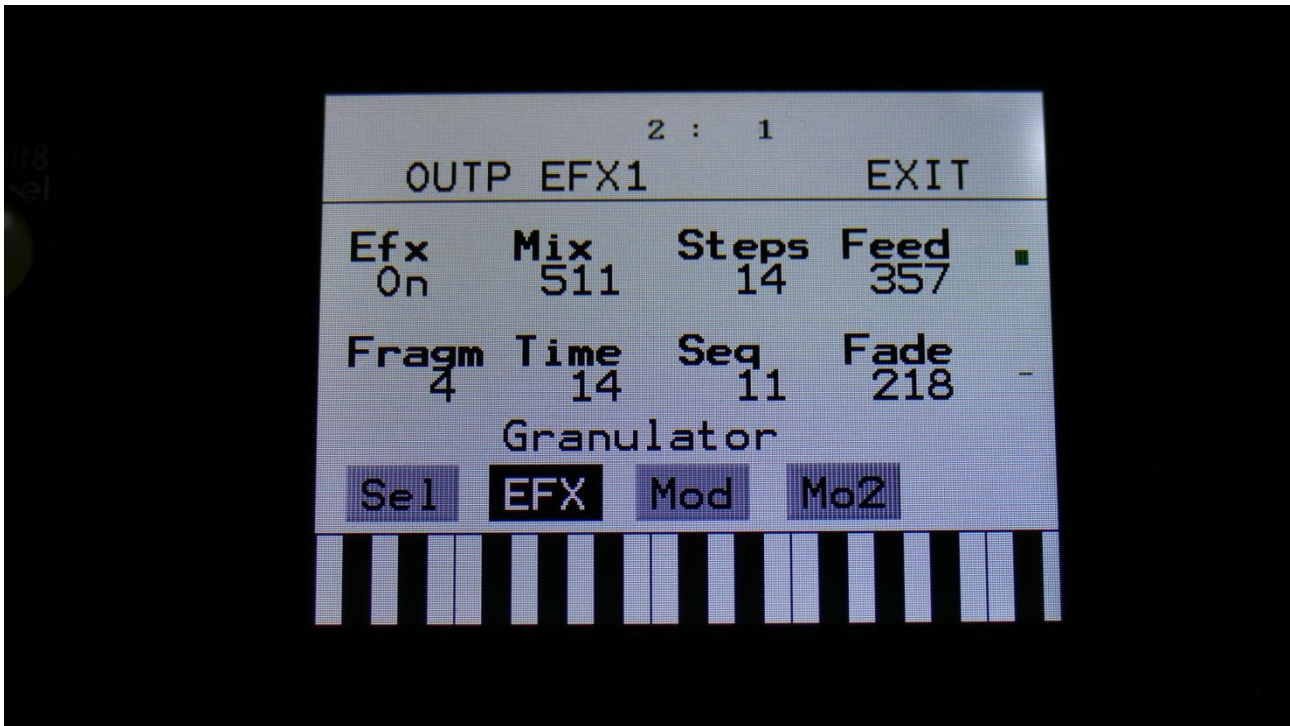 2 : 1
OUTP EFX1 EXIT
Efx Mix Steps Feed
On 511 14 357
Fragm Time Seq Fade
4 14 11 218
Granulator
Sel EFX Mod Mo2